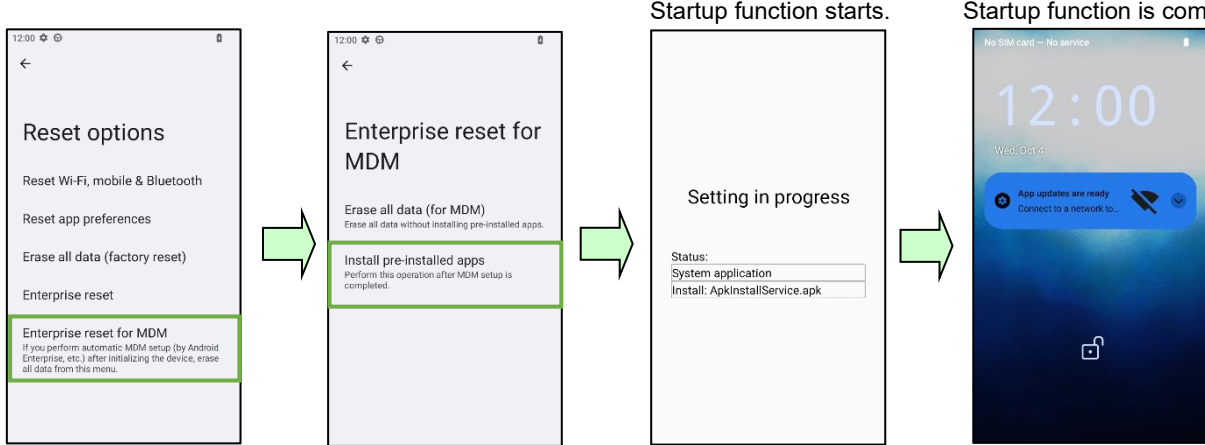 Startup function starts.
Startup function is com
12:00
Reset options
Reset Wi-Fi, mobile & Bluetooth
Reset app preferences
Erase all data (factory reset)
Enterprise reset
Enterprise reset for MDM
If you perform automatic MDM setup (by Android
Enterprise, etc.) after initializing the device, erase
all data from this menu.
12:00
Enterprise reset for
MDM
Erase all data (for MDM)
Erase all data without installing pre-installed apps.
Install pre-installed apps
Perform this operation after MDM setup is
completed.
Setting in progress
Status:
System application
Install: ApkInstallService.apk
No SIM card — No service
12:00
Wed, Oct 4
App updates are ready
Connect to a network to…